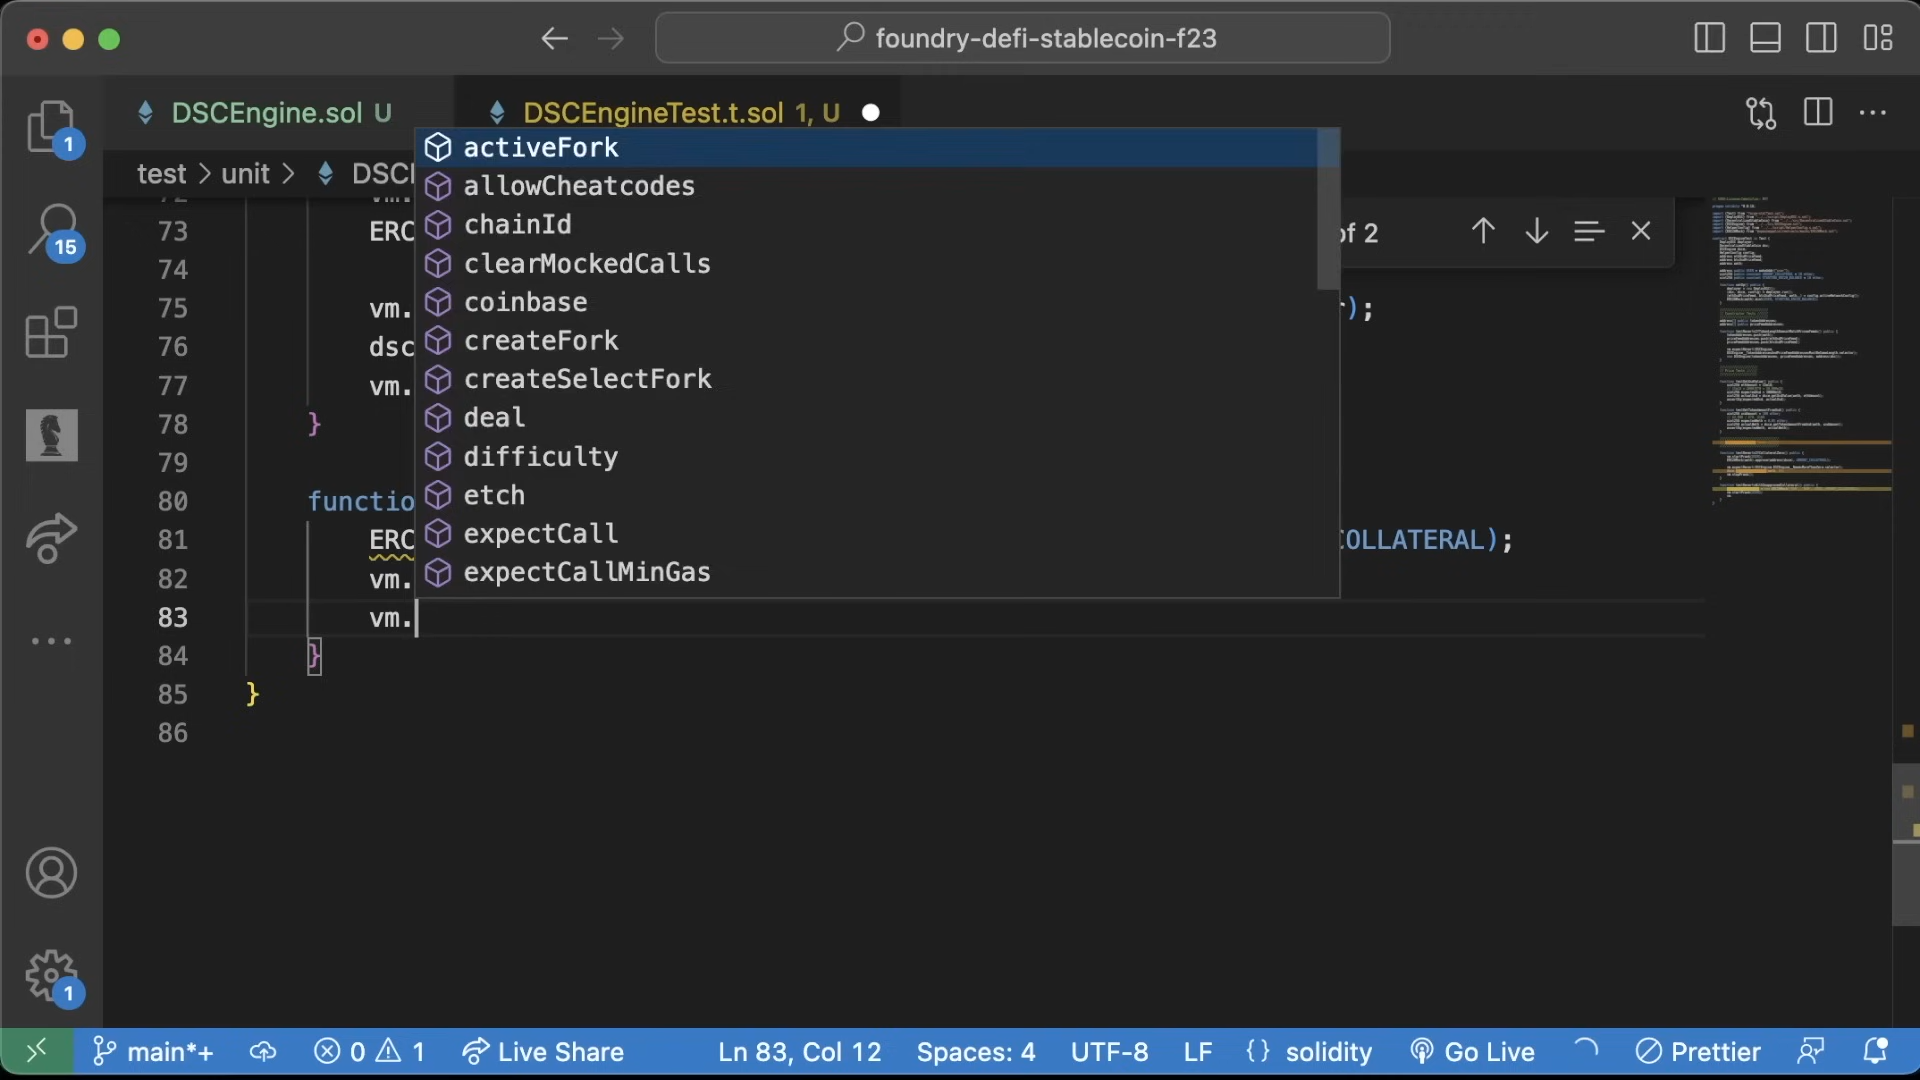 foundry-defi-stablecoin-f23
DSCEngine.sol U
DSCEngineTest.t.sol 1, U
1
test > unit > DSCI
activeFork
allowCheatcodes
chainId
clearMockedCalls
coinbase
createFork
createSelectFork
deal
difficulty
etch
expectCall
expectCallMinGas
of 2
15
73 ERC
74
75 vm. );
76 dsc
77 vm.
78 }
79
80 functio
81 ERC COLLATERAL);
82 vm.
83 vm.
84 }
85 }
86
1
main*+ 0 1 Live Share Ln 83, Col 12 Spaces: 4 UTF-8 LF {} solidity Go Live Prettier